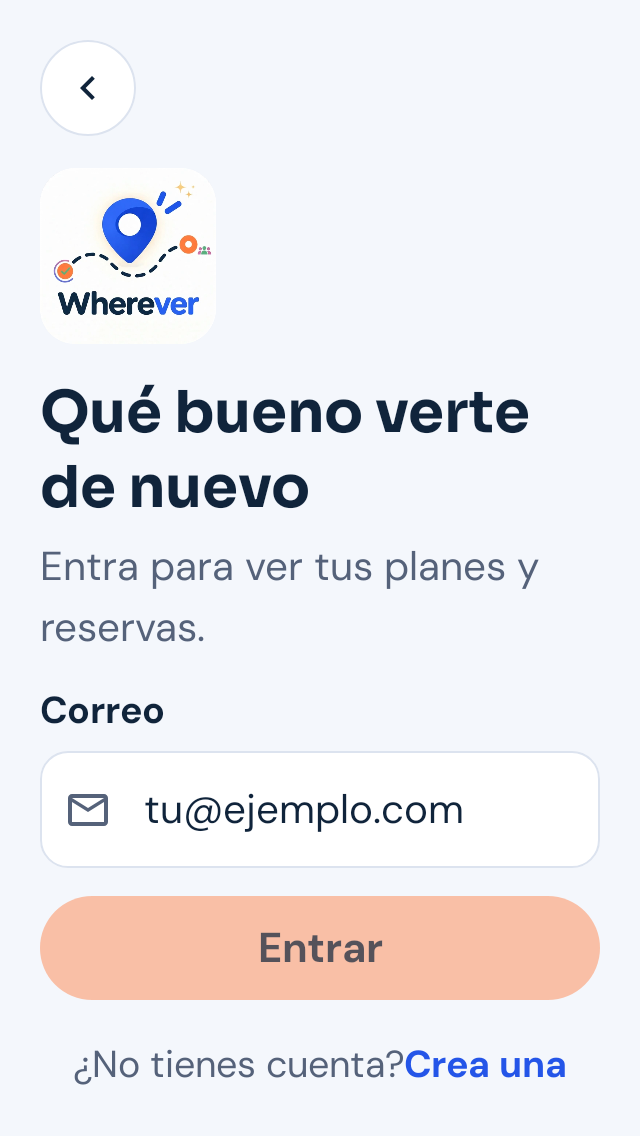 Wherever
Qué bueno verte
de nuevo
Entra para ver tus planes y
reservas.
Correo
tu@ejemplo.com
Entrar
¿No tienes cuenta?Crea una